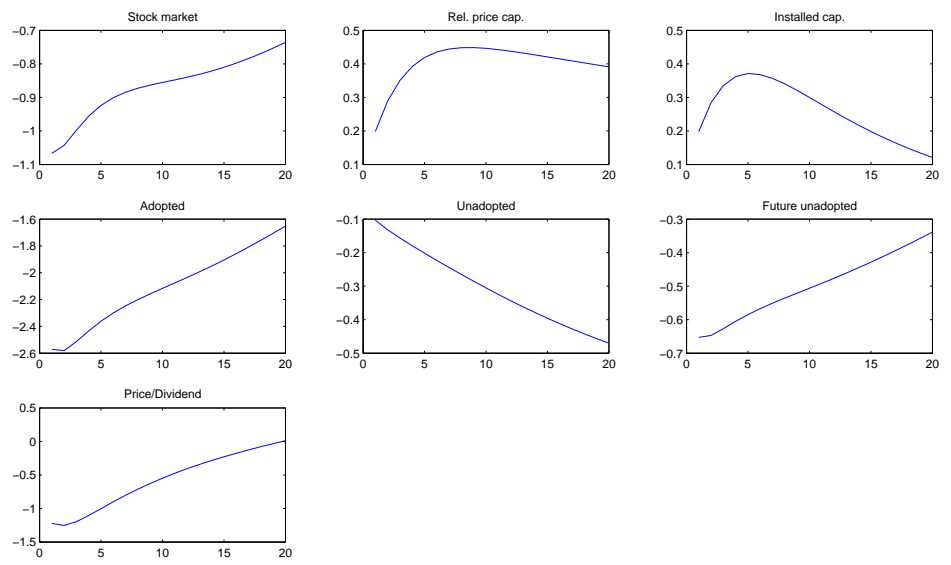 Stock market
−0.7
−0.8
−0.9
−1
−1.1
0 5 10 15 20
Rel. price cap.
0.5
0.4
0.3
0.2
0.1
0 5 10 15 20
Installed cap.
0.5
0.4
0.3
0.2
0.1
0 5 10 15 20
Adopted
−1.6
−1.8
−2
−2.2
−2.4
−2.6
0 5 10 15 20
Unadopted
−0.1
−0.2
−0.3
−0.4
−0.5
0 5 10 15 20
Future unadopted
−0.3
−0.4
−0.5
−0.6
−0.7
0 5 10 15 20
Price/Dividend
0.5
0
−0.5
−1
−1.5
0 5 10 15 20